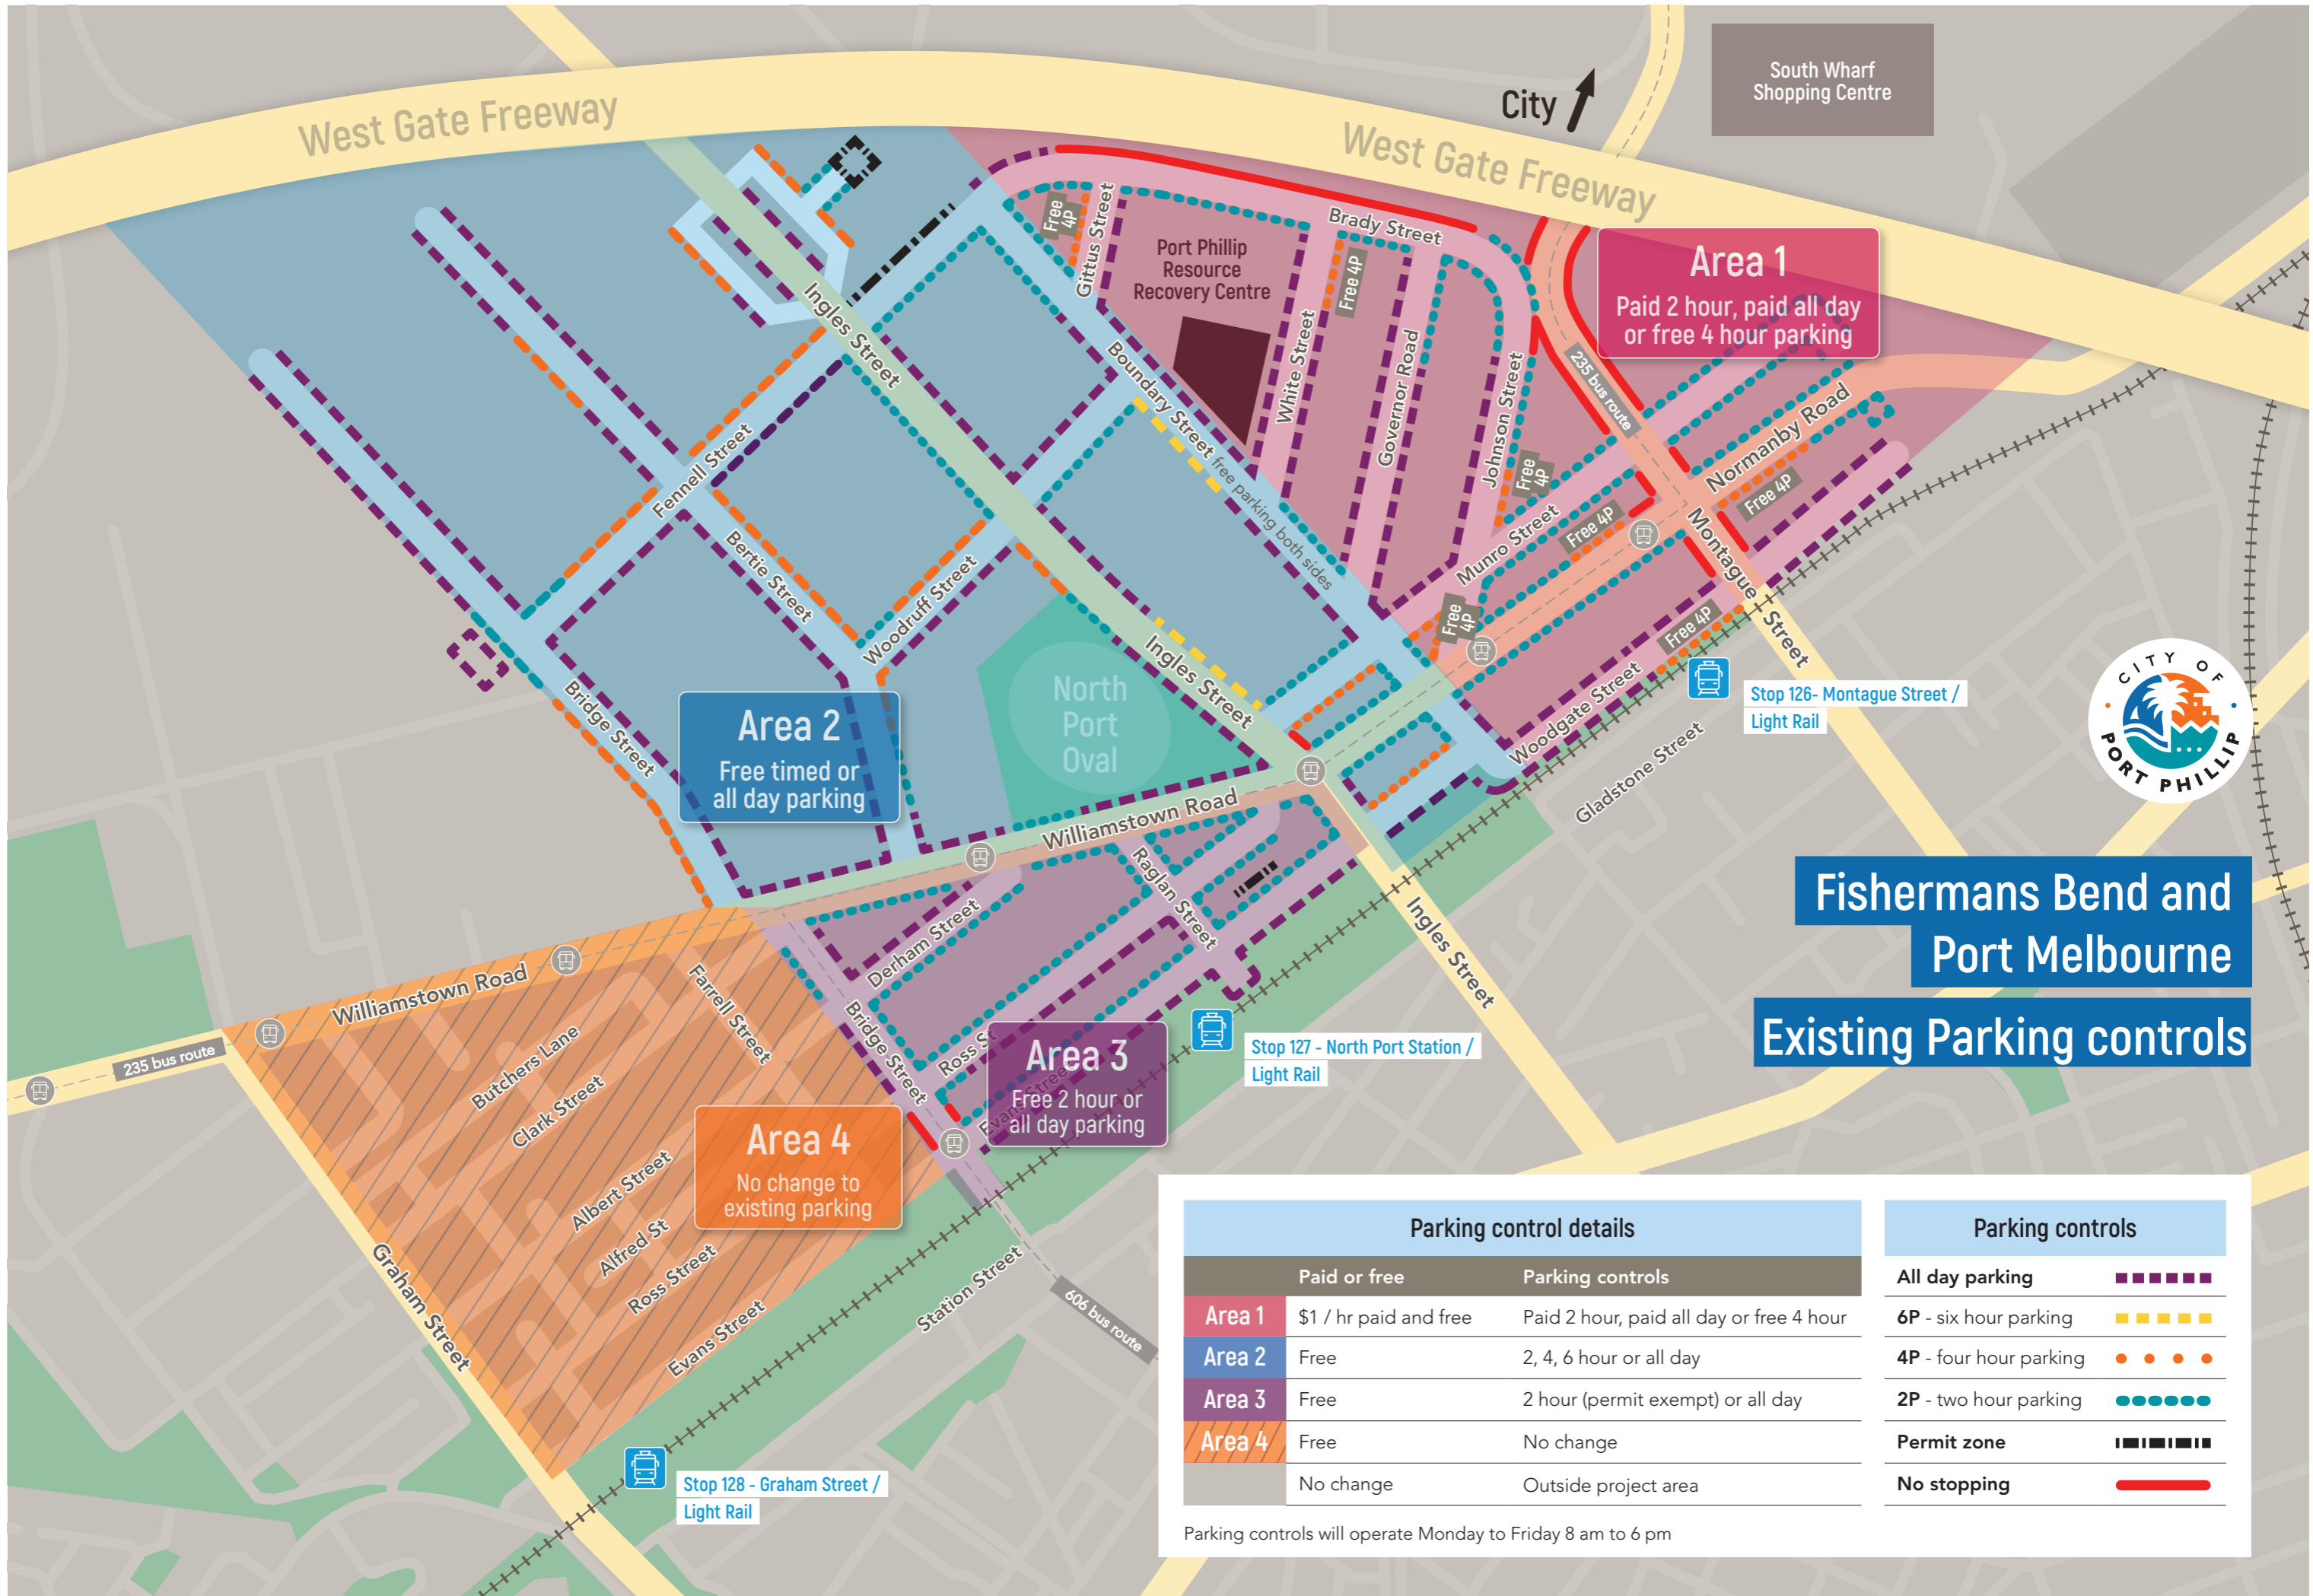 South Wharf
Shopping Centre
City
West Gate Freeway
West Gate Freeway
Area 1
Paid 2 hour, paid all day
or free 4 hour parking
Brady Street
Free
4P
Gittus Street
Port Phillip
Resource
Recovery Centre
Free 4P
White Street
Governor Road
Johnson Street
235 bus route
Normanby Road
Free 4P
Free
4P
Free 4P
Munro Street
Montague Street
Free
4P
Free 4P
Woodgate Street
Gladstone Street
Ingles Street
Boundary Street free parking both sides
Fennell Street
Bertie Street
Woodruff Street
Bridge Street
Ingles Street
North
Port
Oval
Area 2
Free timed or
all day parking
Williamstown Road
Stop 126- Montague Street /
Light Rail
CITY OF
PORT PHILLIP
Fishermans Bend and
Port Melbourne
Existing Parking controls
Raglan Street
Derham Street
Ingles Street
Bridge Street
Ross St
Evans Street
Area 3
Free 2 hour or
all day parking
Stop 127 - North Port Station /
Light Rail
Williamstown Road
235 bus route
Farrell Street
Butchers Lane
Clark Street
Albert Street
Alfred St
Ross Street
Evans Street
Graham Street
Area 4
No change to
existing parking
Station Street
606 bus route
Stop 128 - Graham Street /
Light Rail
Parking control details
Paid or free Parking controls
Area 1 $1 / hr paid and free Paid 2 hour, paid all day or free 4 hour
Area 2 Free 2, 4, 6 hour or all day
Area 3 Free 2 hour (permit exempt) or all day
Area 4 Free No change
No change Outside project area
Parking controls will operate Monday to Friday 8 am to 6 pm
Parking controls
All day parking
6P - six hour parking
4P - four hour parking
2P - two hour parking
Permit zone
No stopping